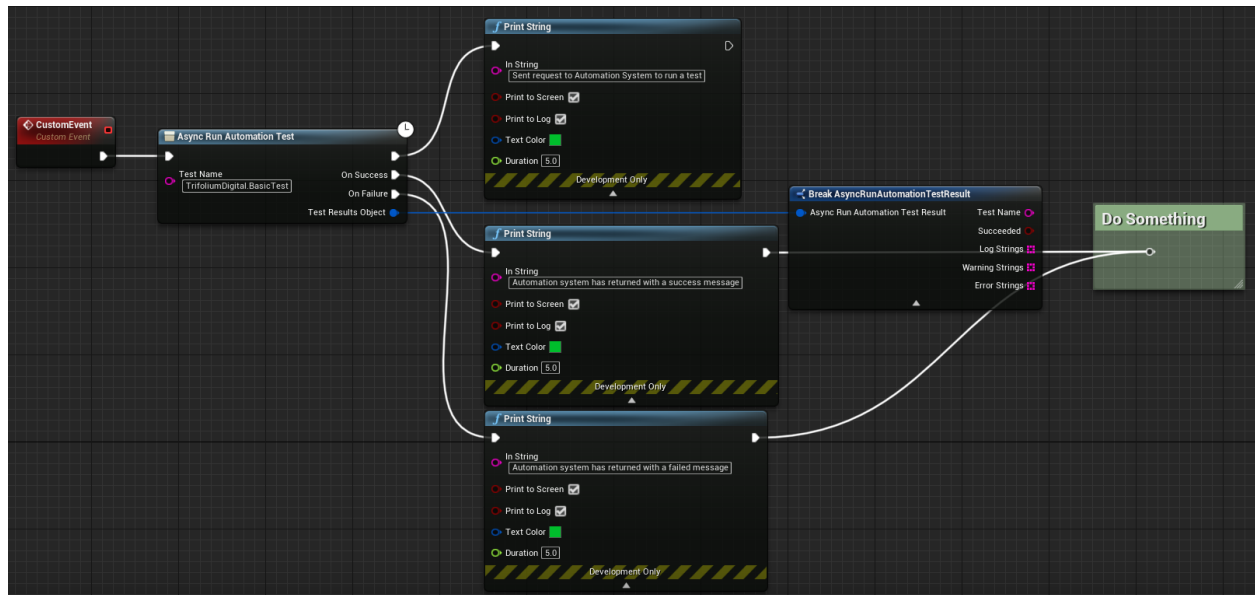 CustomEvent
Custom Event
Async Run Automation Test
Test Name
TrifoliumDigital.BasicTest
On Success
On Failure
Test Results Object
Print String
In String
Sent request to Automation System to run a test
Print to Screen
Print to Log
Text Color
Duration 5.0
Development Only
Print String
In String
Automation system has returned with a success message
Print to Screen
Print to Log
Text Color
Duration 5.0
Development Only
Print String
In String
Automation system has returned with a failed message
Print to Screen
Print to Log
Text Color
Duration 5.0
Development Only
Break AsyncRunAutomationTestResult
Async Run Automation Test Result
Test Name
Succeeded
Log Strings
Warning Strings
Error Strings
Do Something